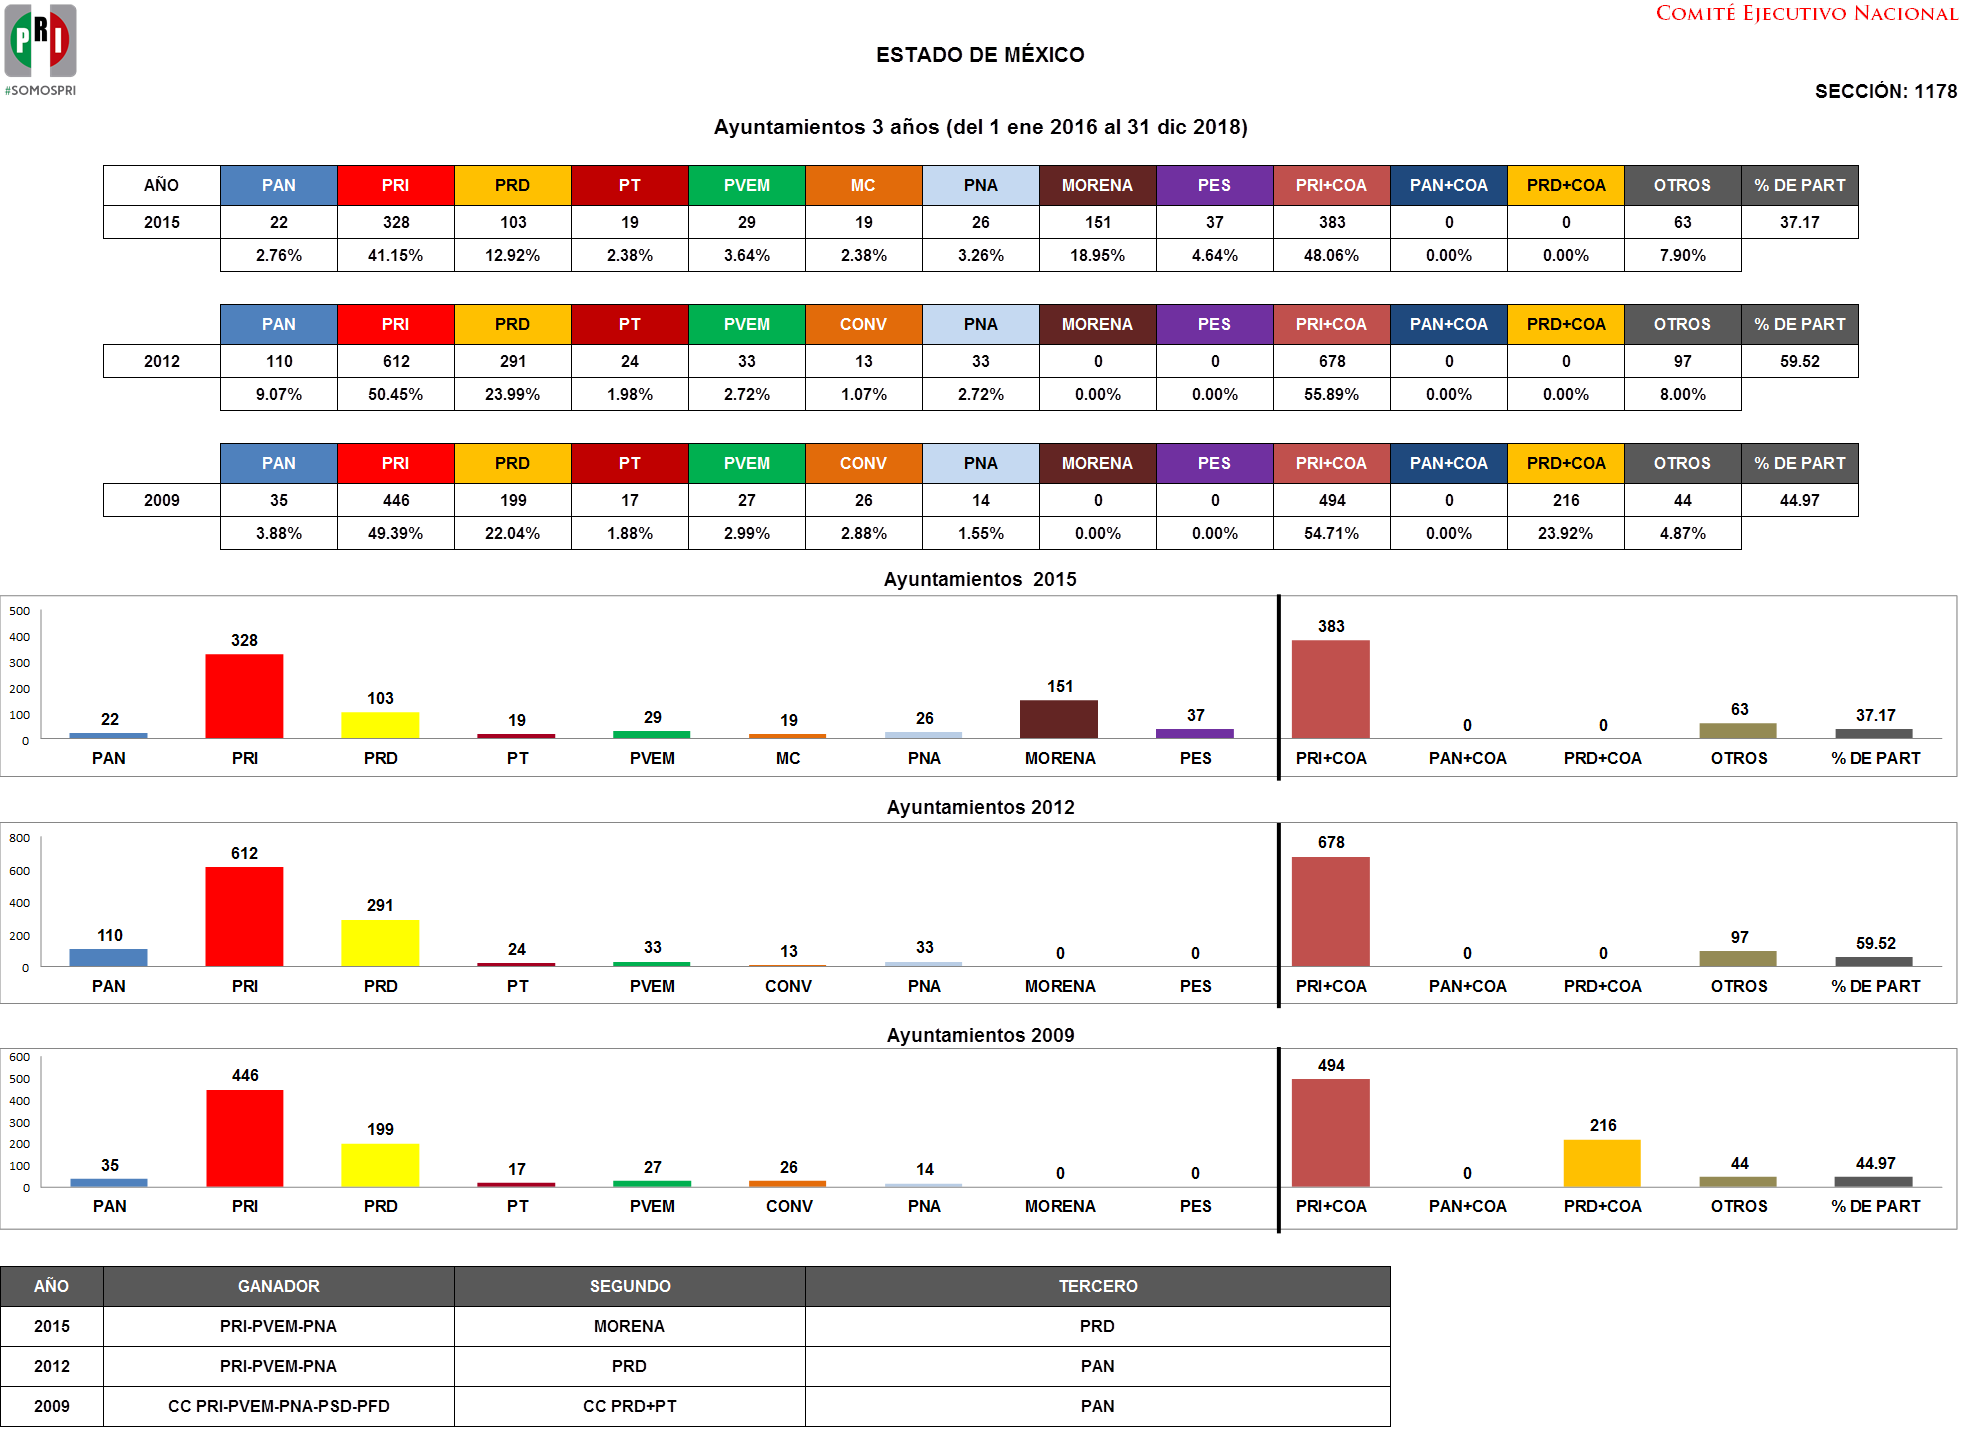 PRI
#SOMOSPRI
COMITÉ EJECUTIVO NACIONAL
ESTADO DE MÉXICO
SECCIÓN: 1178
Ayuntamientos 3 años (del 1 ene 2016 al 31 dic 2018)
AÑO PAN PRI PRD PT PVEM MC PNA MORENA PES PRI+COA PAN+COA PRD+COA OTROS % DE PART
2015 22 328 103 19 29 19 26 151 37 383 0 0 63 37.17
2.76% 41.15% 12.92% 2.38% 3.64% 2.38% 3.26% 18.95% 4.64% 48.06% 0.00% 0.00% 7.90%
PAN PRI PRD PT PVEM CONV PNA MORENA PES PRI+COA PAN+COA PRD+COA OTROS % DE PART
2012 110 612 291 24 33 13 33 0 0 678 0 0 97 59.52
9.07% 50.45% 23.99% 1.98% 2.72% 1.07% 2.72% 0.00% 0.00% 55.89% 0.00% 0.00% 8.00%
PAN PRI PRD PT PVEM CONV PNA MORENA PES PRI+COA PAN+COA PRD+COA OTROS % DE PART
2009 35 446 199 17 27 26 14 0 0 494 0 216 44 44.97
3.88% 49.39% 22.04% 1.88% 2.99% 2.88% 1.55% 0.00% 0.00% 54.71% 0.00% 23.92% 4.87%
Ayuntamientos 2015
500
400
300
200
100
0
22 328 103 19 29 19 26 151 37 383 0 0 63 37.17
PAN PRI PRD PT PVEM MC PNA MORENA PES PRI+COA PAN+COA PRD+COA OTROS % DE PART
Ayuntamientos 2012
800
600
400
200
0
110 612 291 24 33 13 33 0 0 678 0 0 97 59.52
PAN PRI PRD PT PVEM CONV PNA MORENA PES PRI+COA PAN+COA PRD+COA OTROS % DE PART
Ayuntamientos 2009
600
500
400
300
200
100
0
35 446 199 17 27 26 14 0 0 494 0 216 44 44.97
PAN PRI PRD PT PVEM CONV PNA MORENA PES PRI+COA PAN+COA PRD+COA OTROS % DE PART
AÑO GANADOR SEGUNDO TERCERO
2015 PRI-PVEM-PNA MORENA PRD
2012 PRI-PVEM-PNA PRD PAN
2009 CC PRI-PVEM-PNA-PSD-PFD CC PRD+PT PAN